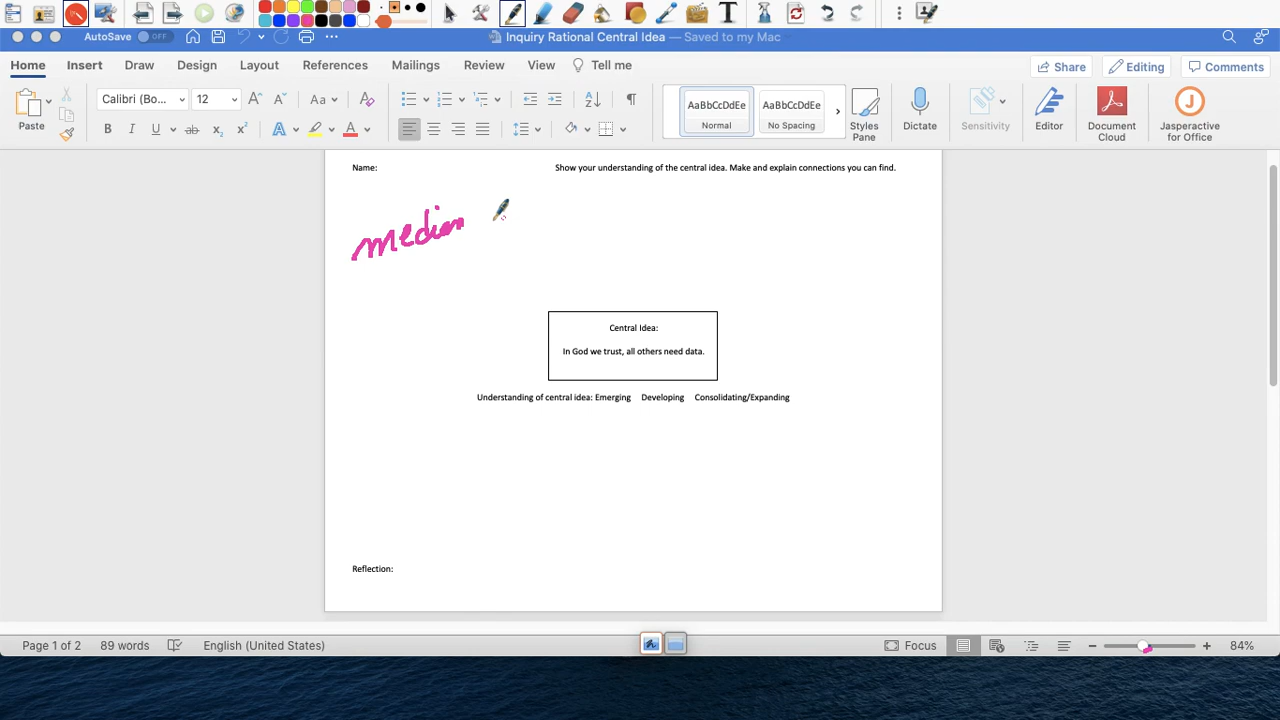 AutoSave OFF
Inquiry Rational Central Idea — Saved to my Mac
Home Insert Draw Design Layout References Mailings Review View Tell me
Share Editing Comments
Paste
Calibri (Bo... 12
AaBbCcDdEe
Normal
AaBbCcDdEe
No Spacing
Styles Pane
Dictate
Sensitivity
Editor
Document Cloud
Jasperactive for Office
Name:
Show your understanding of the central idea. Make and explain connections you can find.
median
Central Idea:
In God we trust, all others need data.
Understanding of central idea: Emerging Developing Consolidating/Expanding
Reflection:
Page 1 of 2 89 words English (United States) Focus 84%